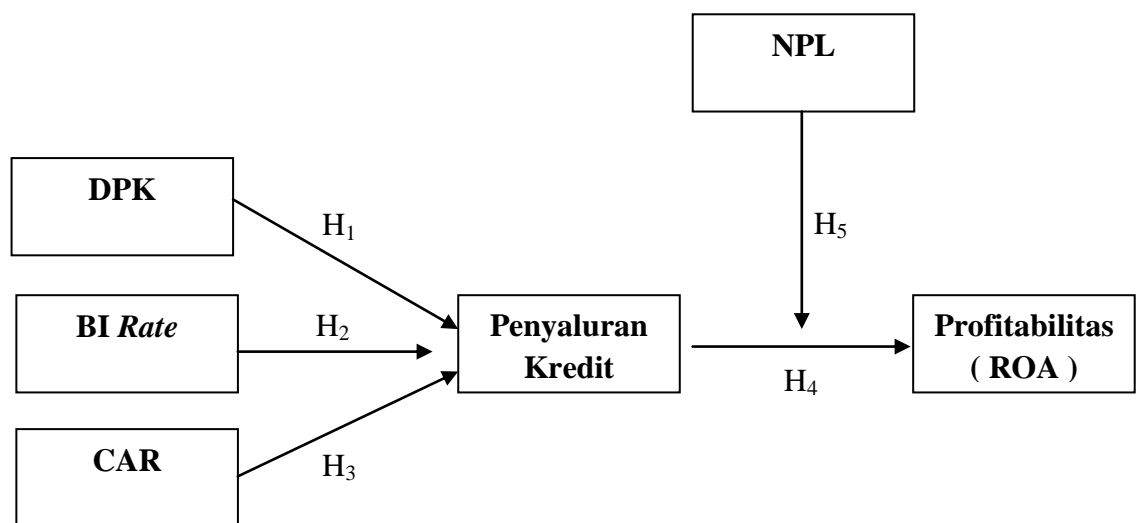 NPL
DPK
H₁
H₅
BI Rate
H₂
Penyaluran
Kredit
Profitabilitas
( ROA )
H₄
CAR
H₃